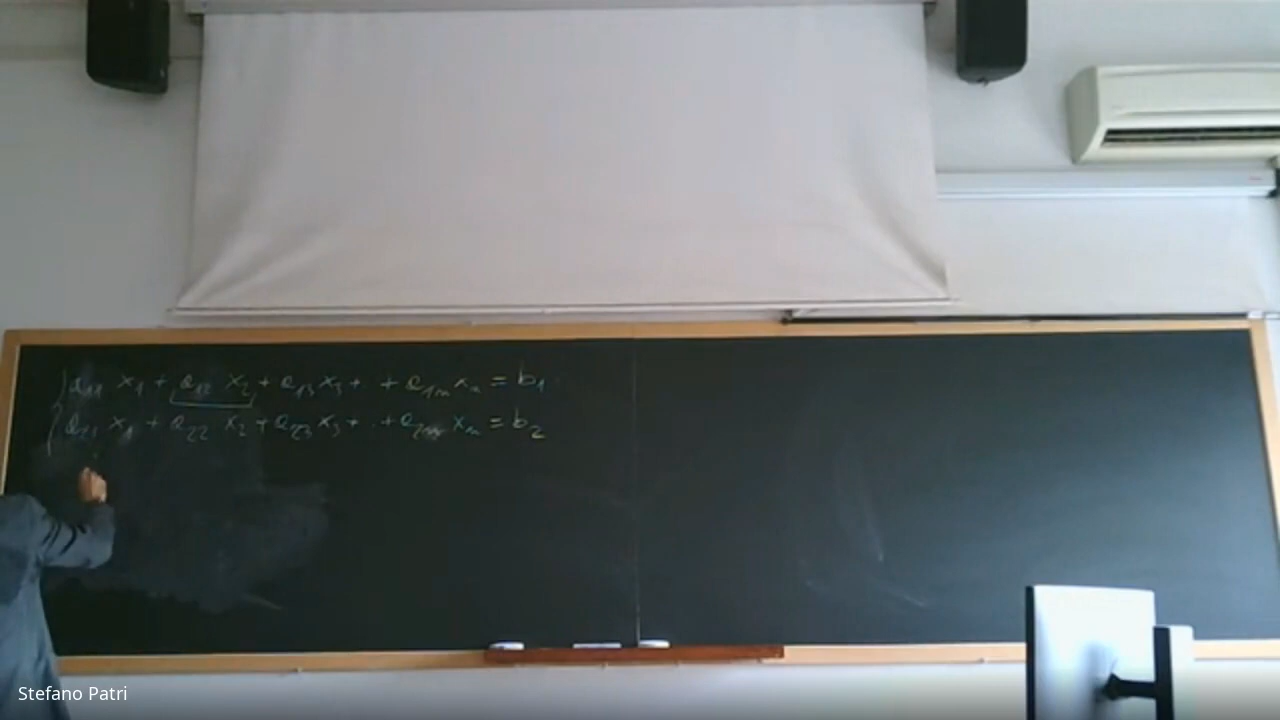 a₁₁ x₁ + a₁₂ x₂ + a₁₃ x₃ + . + a₁ₙ xₙ = b₁
a₂₁ x₁ + a₂₂ x₂ + a₂₃ x₃ + . + a₂ₙ xₙ = b₂
Stefano Patri